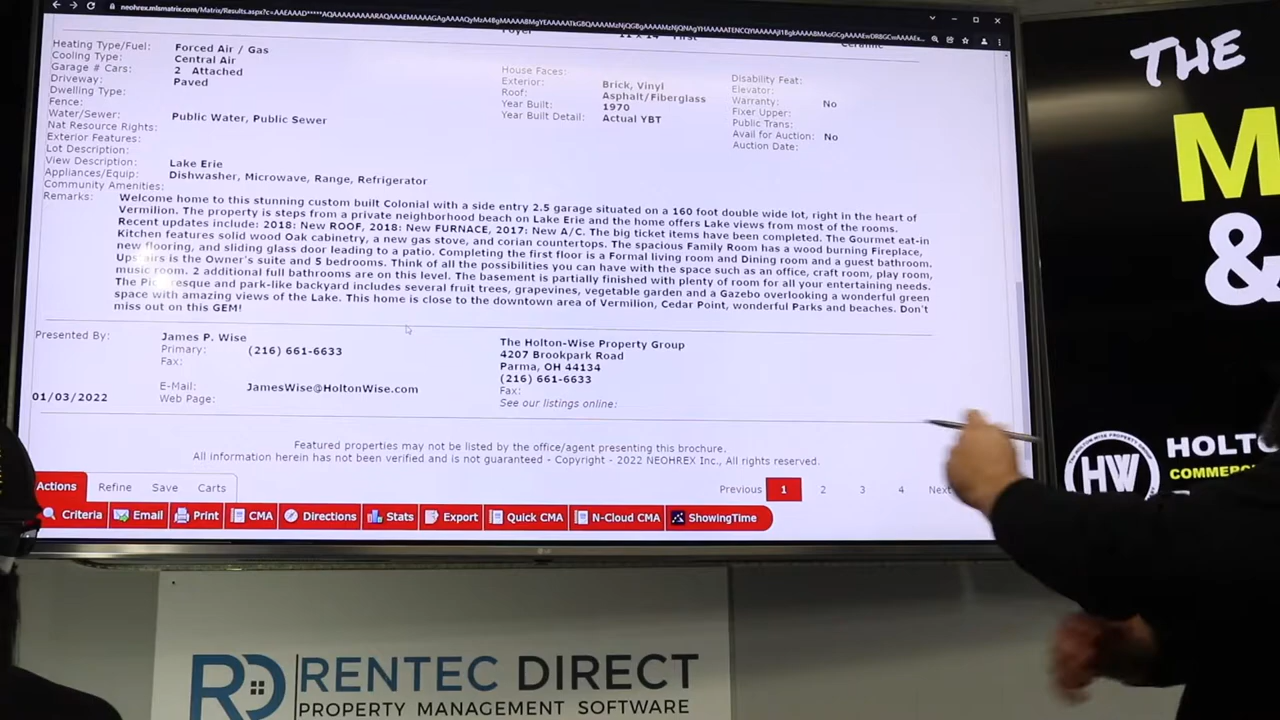 neohrex.mlsmatrix.com/Matrix/Results.aspx?c=
Foyer 11 x 14 First Ceramic
Heating Type/Fuel: Forced Air / Gas
Cooling Type: Central Air
Garage # Cars: 2 Attached
Driveway: Paved
Dwelling Type:
Fence:
Water/Sewer: Public Water, Public Sewer
Nat Resource Rights:
Exterior Features:
Lot Description:
View Description: Lake Erie
Appliances/Equip: Dishwasher, Microwave, Range, Refrigerator
Community Amenities:
House Faces:
Exterior: Brick, Vinyl
Roof: Asphalt/Fiberglass
Year Built: 1970
Year Built Detail: Actual YBT
Disability Feat:
Elevator:
Warranty: No
Fixer Upper:
Public Trans:
Avail for Auction: No
Auction Date:
Remarks: Welcome home to this stunning custom built Colonial with a side entry 2.5 garage situated on a 160 foot double wide lot, right in the heart of
Vermilion. The property is steps from a private neighborhood beach on Lake Erie and the home offers Lake views from most of the rooms.
Recent updates include: 2018: New ROOF, 2018: New FURNACE, 2017: New A/C. The big ticket items have been completed. The Gourmet eat-in
Kitchen features solid wood Oak cabinetry, a new gas stove, and corian countertops. The spacious Family Room has a wood burning Fireplace,
new flooring, and sliding glass door leading to a patio. Completing the first floor is a Formal living room and Dining room and a guest bathroom.
Upstairs is the Owner's suite and 5 bedrooms. Think of all the possibilities you can have with the space such as an office, craft room, play room,
music room. 2 additional full bathrooms are on this level. The basement is partially finished with plenty of room for all your entertaining needs.
The Picturesque and park-like backyard includes several fruit trees, grapevines, vegetable garden and a Gazebo overlooking a wonderful green
space with amazing views of the Lake. This home is close to the downtown area of Vermilion, Cedar Point, wonderful Parks and beaches. Don't
miss out on this GEM!
Presented By: James P. Wise
Primary: (216) 661-6633
Fax:
E-Mail: JamesWise@HoltonWise.com
01/03/2022 Web Page:
The Holton-Wise Property Group
4207 Brookpark Road
Parma, OH 44134
(216) 661-6633
Fax:
See our listings online:
Featured properties may not be listed by the office/agent presenting this brochure.
All information herein has not been verified and is not guaranteed - Copyright - 2022 NEOHREX Inc., All rights reserved.
Actions Refine Save Carts
Previous 1 2 3 4 Next
Criteria Email Print CMA Directions Stats Export Quick CMA N-Cloud CMA ShowingTime
THE
M
&
HW
HOLTO
COMMERC
RD RENTEC DIRECT
PROPERTY MANAGEMENT SOFTWARE